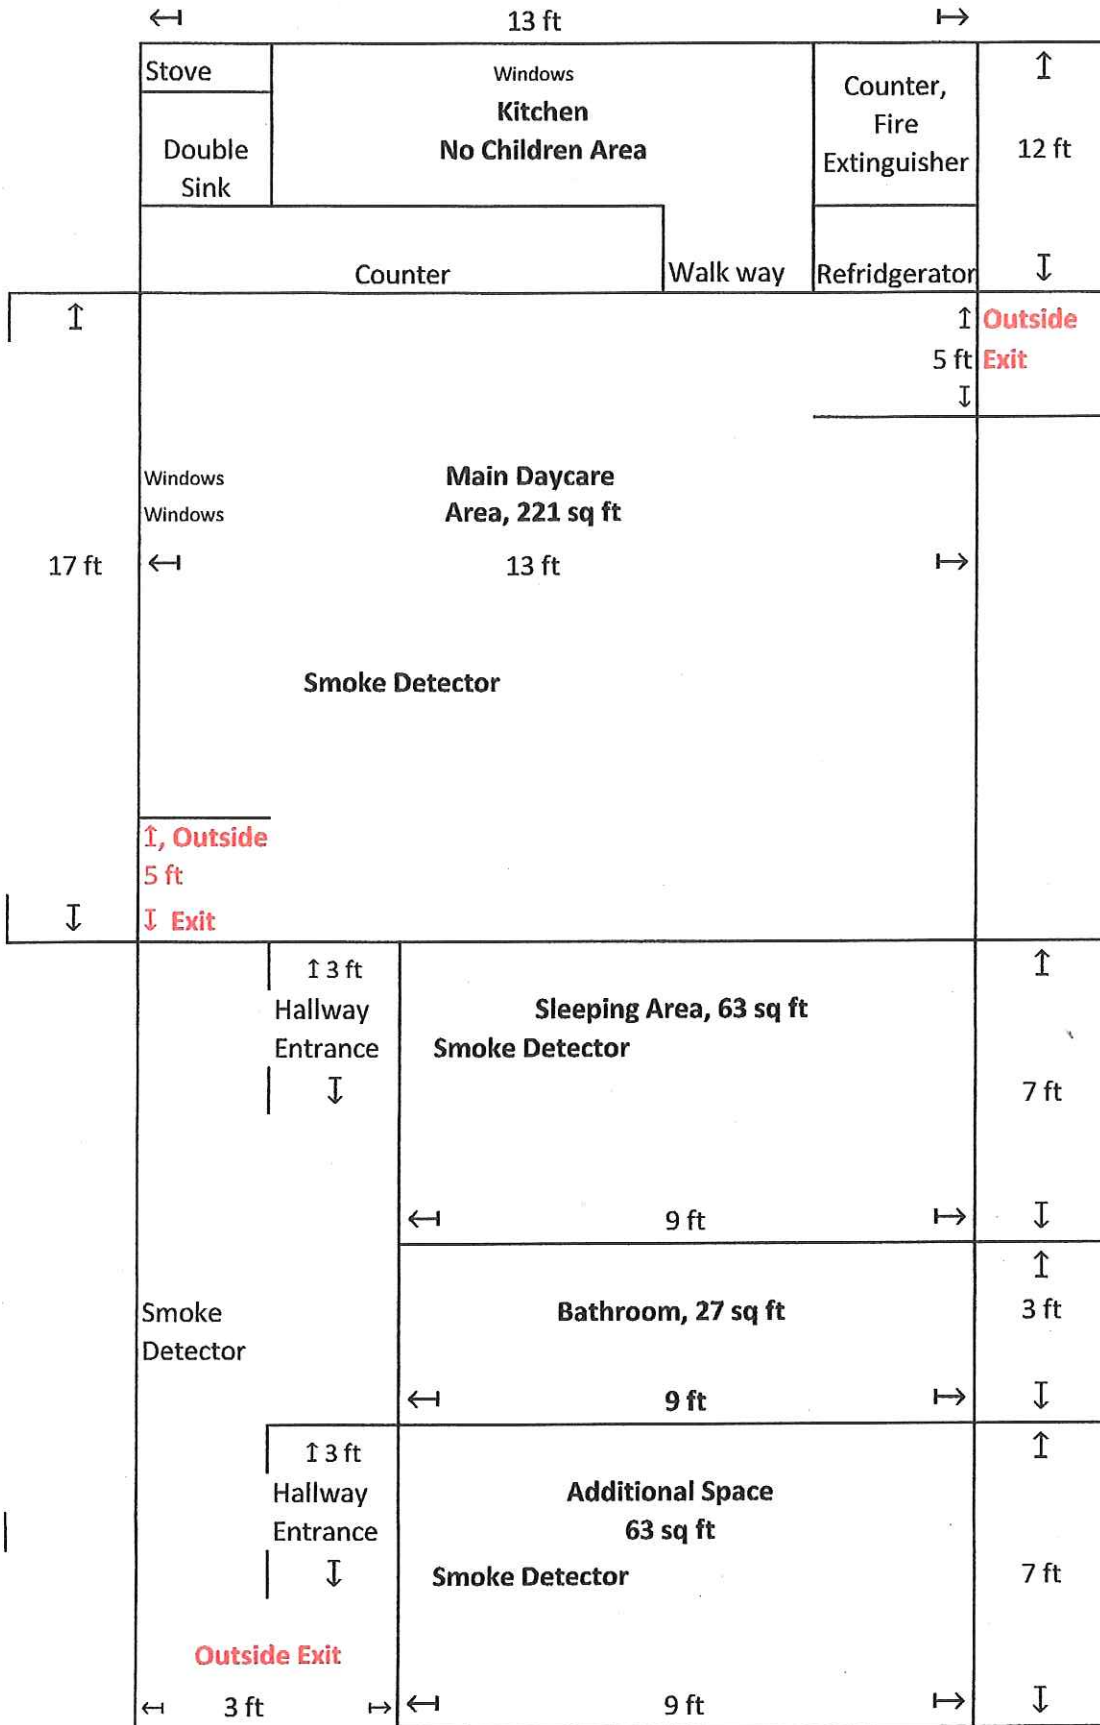 ↤ 13 ft ↦
Stove
Windows
Kitchen
No Children Area
Double
Sink
Counter,
Fire
Extinguisher
↥
12 ft
↧
Counter
Walk way
Refridgerator
↥
17 ft
↧
↥ Outside
5 ft Exit
↧
Windows
Windows
Main Daycare
Area, 221 sq ft
↤ 13 ft ↦
Smoke Detector
↥, Outside
5 ft
↧ Exit
↥ 3 ft
Hallway
Entrance
↧
Sleeping Area, 63 sq ft
Smoke Detector
↤ 9 ft ↦
↥
7 ft
↧
Smoke
Detector
Bathroom, 27 sq ft
↤ 9 ft ↦
↥
3 ft
↧
↥ 3 ft
Hallway
Entrance
↧
Additional Space
63 sq ft
Smoke Detector
↥
7 ft
↧
Outside Exit
↤ 3 ft ↦
↤ 9 ft ↦